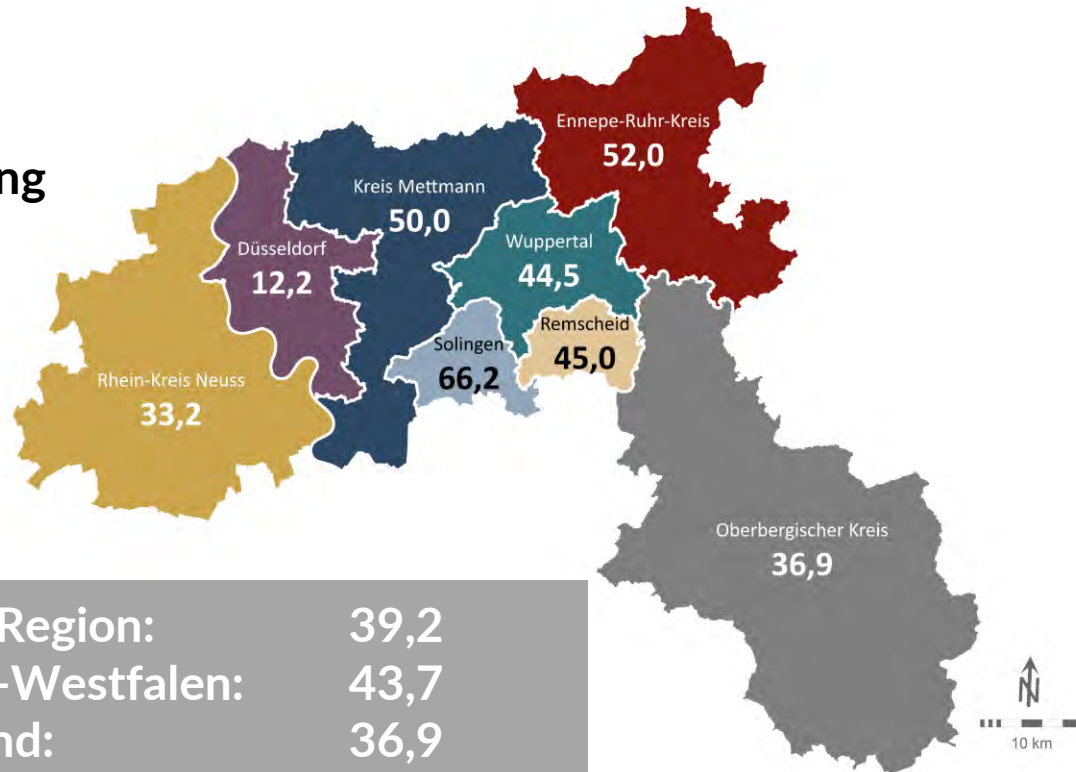 ng
Ennepe-Ruhr-Kreis
52,0
Kreis Mettmann
50,0
Düsseldorf
12,2
Wuppertal
44,5
Remscheid
45,0
Solingen
66,2
Rhein-Kreis Neuss
33,2
Oberbergischer Kreis
36,9
Region: 39,2
-Westfalen: 43,7
nd: 36,9
N
10 km